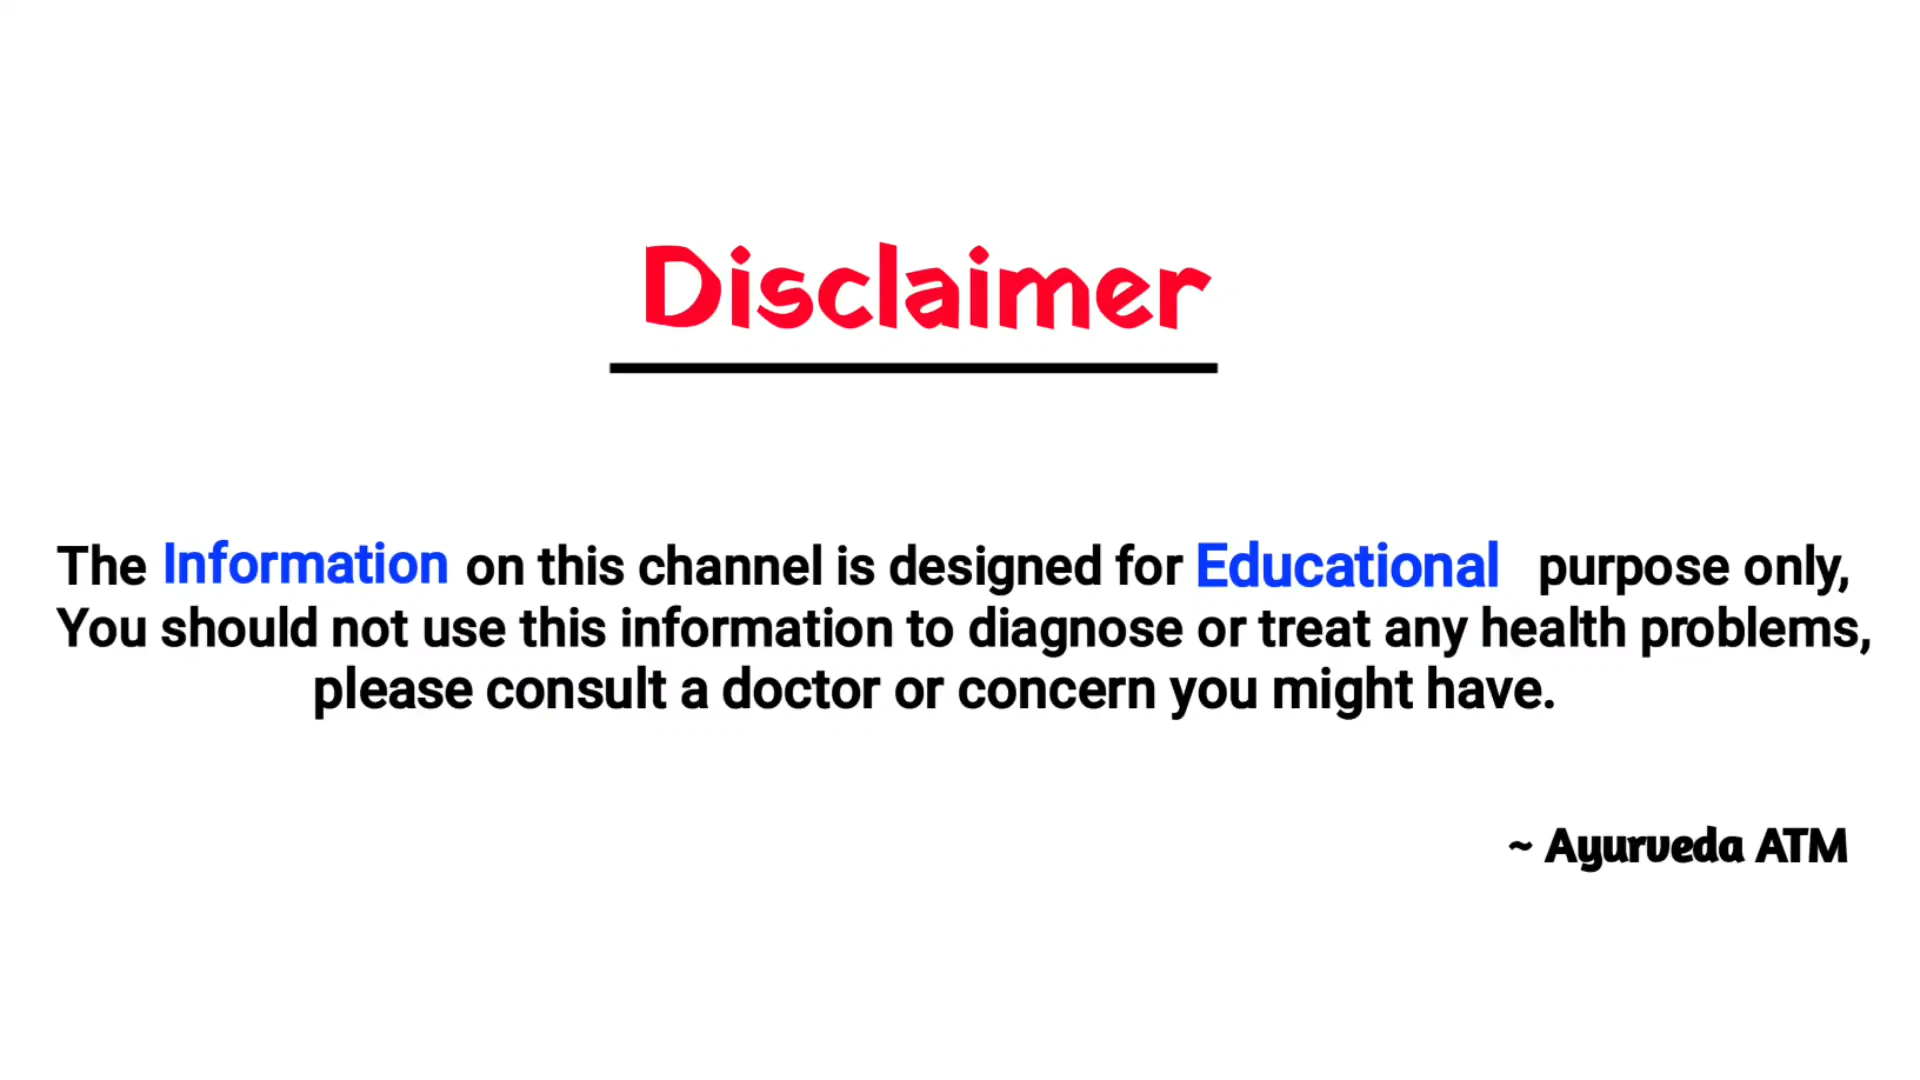 Disclaimer
The Information on this channel is designed for Educational purpose only,
You should not use this information to diagnose or treat any health problems,
please consult a doctor or concern you might have.
~ Ayurveda ATM